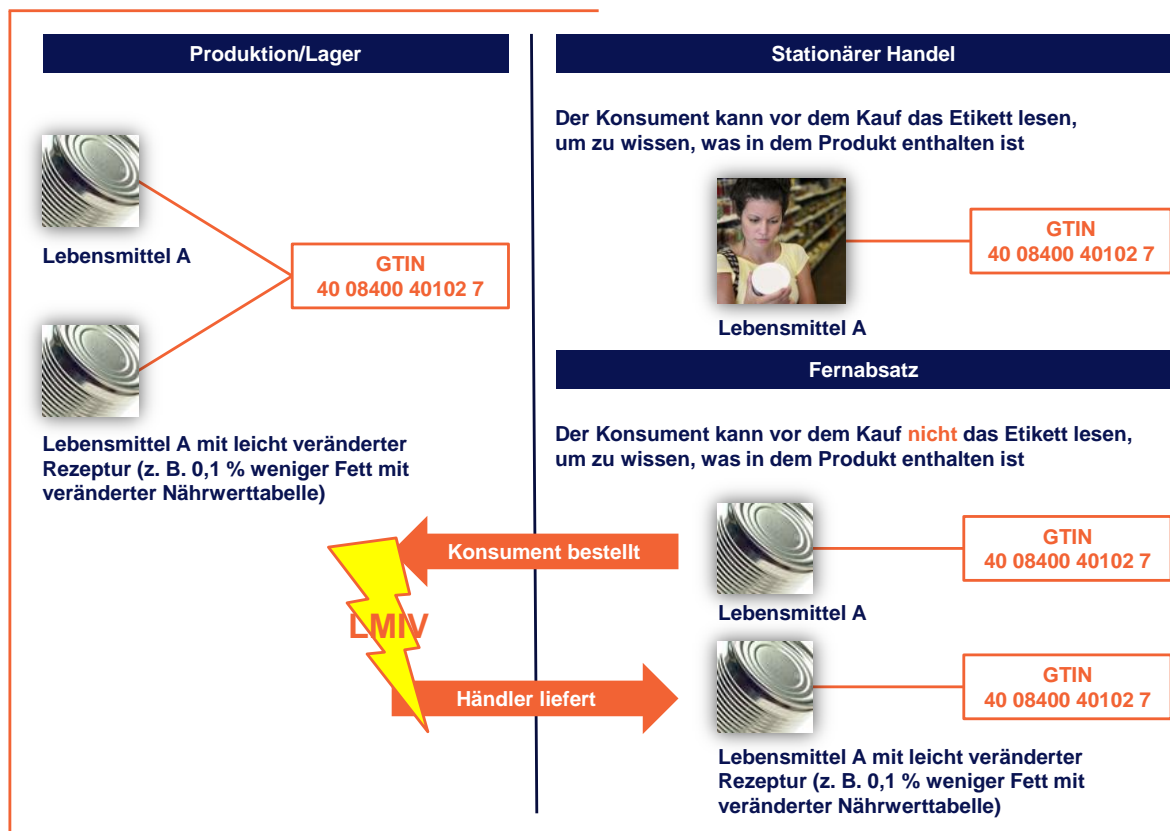 Produktion/Lager
Lebensmittel A
GTIN
40 08400 40102 7
Lebensmittel A mit leicht veränderter
Rezeptur (z. B. 0,1 % weniger Fett mit
veränderter Nährwerttabelle)
Stationärer Handel
Der Konsument kann vor dem Kauf das Etikett lesen,
um zu wissen, was in dem Produkt enthalten ist
GTIN
40 08400 40102 7
Lebensmittel A
Fernabsatz
Der Konsument kann vor dem Kauf nicht das Etikett lesen,
um zu wissen, was in dem Produkt enthalten ist
Konsument bestellt
GTIN
40 08400 40102 7
Lebensmittel A
LMIV
Händler liefert
GTIN
40 08400 40102 7
Lebensmittel A mit leicht veränderter
Rezeptur (z. B. 0,1 % weniger Fett mit
veränderter Nährwerttabelle)